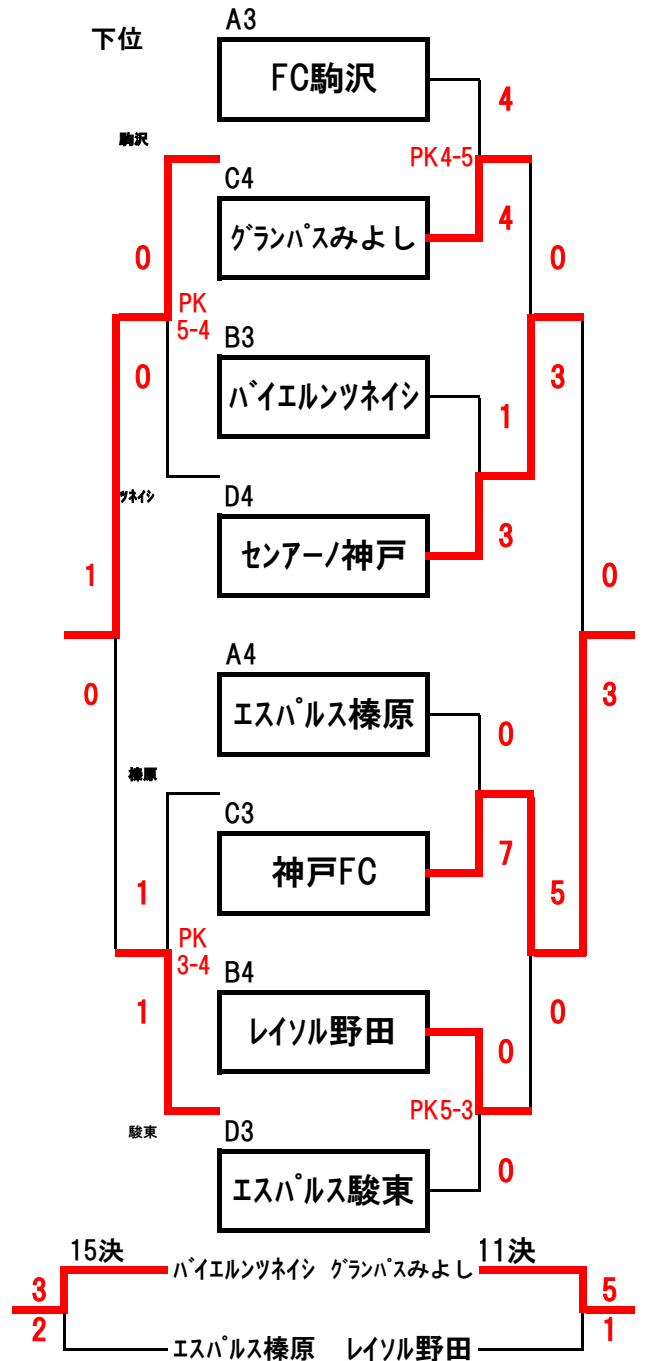 下位
A3
FC駒沢
4
駒沢
PK4-5
C4
グランパスみよし
4
0
0
PK
5-4
B3
バイエルンツネイシ
3
0
1
ツネイシ
D4
センアーノ神戸
3
1
0
0
3
A4
エスパルス榛原
0
榛原
C3
神戸FC
7
1
5
PK
3-4
B4
レイソル野田
1
0
0
PK5-3
駿東
D3
エスパルス駿東
0
15決
11決
バイエルンツネイシ グランパスみよし
3
5
2
1
エスパルス榛原 レイソル野田